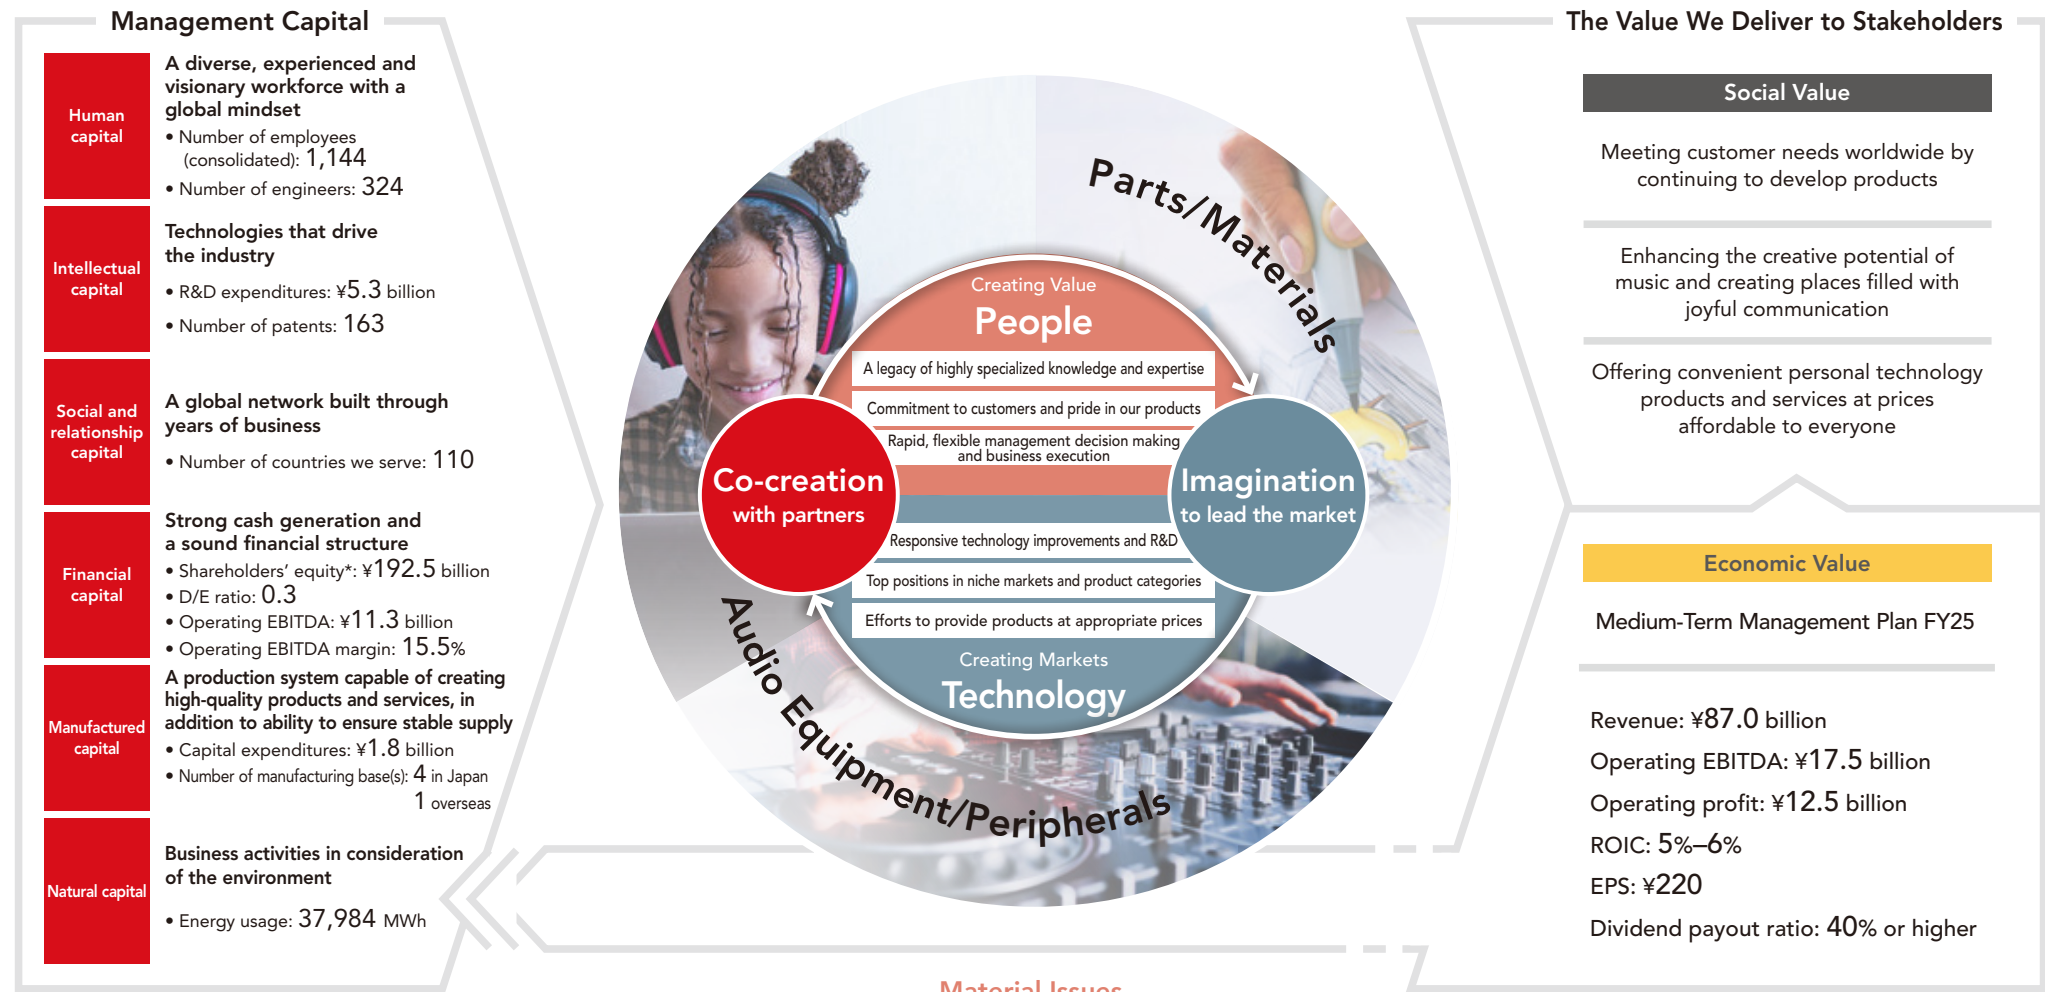 Management Capital
Human
capital
A diverse, experienced and
visionary workforce with a
global mindset
• Number of employees
(consolidated): 1,144
• Number of engineers: 324
Intellectual
capital
Technologies that drive
the industry
• R&D expenditures: ¥5.3 billion
• Number of patents: 163
Social and
relationship
capital
A global network built through
years of business
• Number of countries we serve: 110
Financial
capital
Strong cash generation and
a sound financial structure
• Shareholders’ equity*: ¥192.5 billion
• D/E ratio: 0.3
• Operating EBITDA: ¥11.3 billion
• Operating EBITDA margin: 15.5%
Manufactured
capital
A production system capable of creating
high-quality products and services, in
addition to ability to ensure stable supply
• Capital expenditures: ¥1.8 billion
• Number of manufacturing base(s): 4 in Japan
1 overseas
Natural capital
Business activities in consideration
of the environment
• Energy usage: 37,984 MWh
Parts/Materials
Creating Value
People
A legacy of highly specialized knowledge and expertise
Commitment to customers and pride in our products
Rapid, flexible management decision making
and business execution
Co-creation
with partners
Imagination
to lead the market
Responsive technology improvements and R&D
Top positions in niche markets and product categories
Efforts to provide products at appropriate prices
Creating Markets
Technology
Audio Equipment/Peripherals
Material Issues
The Value We Deliver to Stakeholders
Social Value
Meeting customer needs worldwide by
continuing to develop products
Enhancing the creative potential of
music and creating places filled with
joyful communication
Offering convenient personal technology
products and services at prices
affordable to everyone
Economic Value
Medium-Term Management Plan FY25
Revenue: ¥87.0 billion
Operating EBITDA: ¥17.5 billion
Operating profit: ¥12.5 billion
ROIC: 5%–6%
EPS: ¥220
Dividend payout ratio: 40% or higher